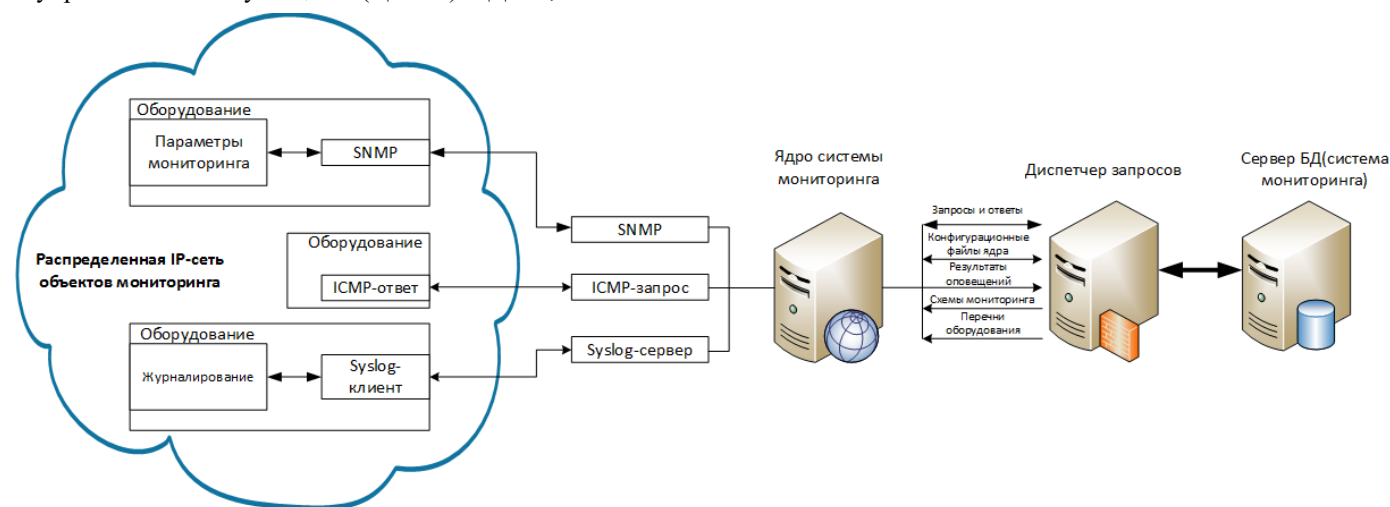 Оборудование
Параметры
мониторинга
SNMP
Оборудование
ICMP-ответ
Распределенная IP-сеть
объектов мониторинга
Оборудование
Журналирование
Syslog-
клиент
SNMP
ICMP-запрос
Syslog-сервер
Ядро системы
мониторинга
Запросы и ответы
Конфигурационные
файлы ядра
Результаты
оповещений
Схемы мониторинга
Перечни
оборудования
Диспетчер запросов
Сервер БД(система
мониторинга)